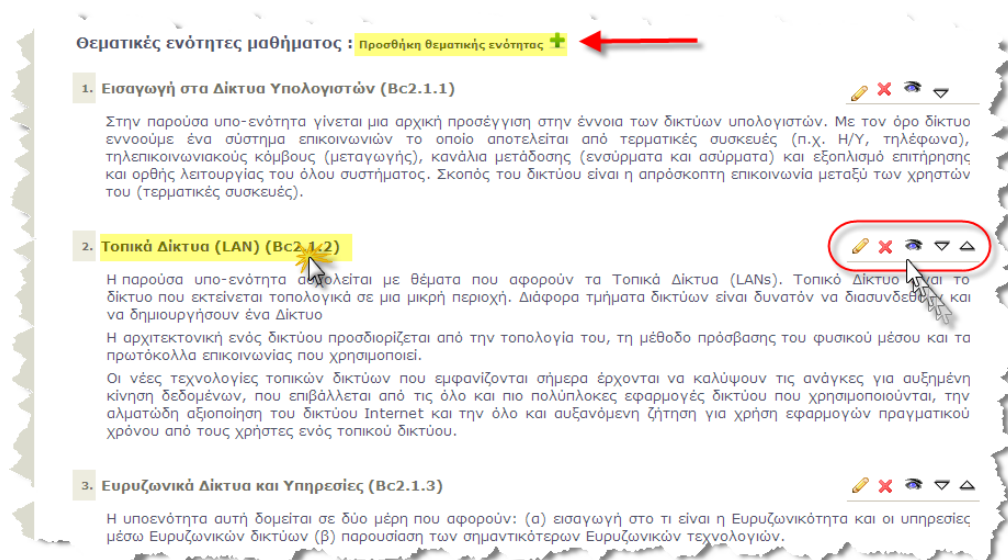 Θεματικές ενότητες μαθήματος : Προσθήκη θεματικής ενότητας
1. Εισαγωγή στα Δίκτυα Υπολογιστών (Bc2.1.1)
Στην παρούσα υπο-ενότητα γίνεται μια αρχική προσέγγιση στην έννοια των δικτύων υπολογιστών. Με τον όρο δίκτυο
εννοούμε ένα σύστημα επικοινωνιών το οποίο αποτελείται από τερματικές συσκευές (π.χ. Η/Υ, τηλέφωνα),
τηλεπικοινωνιακούς κόμβους (μεταγωγής), κανάλια μετάδοσης (ενσύρματα και ασύρματα) και εξοπλισμό επιτήρησης
και ορθής λειτουργίας του όλου συστήματος. Σκοπός του δικτύου είναι η απρόσκοπτη επικοινωνία μεταξύ των χρηστών
του (τερματικές συσκευές).
2. Τοπικά Δίκτυα (LAN) (Bc2.1.2)
Η παρούσα υπο-ενότητα ασχολείται με θέματα που αφορούν τα Τοπικά Δίκτυα (LANs). Τοπικό Δίκτυο είναι το
δίκτυο που εκτείνεται τοπολογικά σε μια μικρή περιοχή. Διάφορα τμήματα δικτύων είναι δυνατόν να διασυνδεθούν και
να δημιουργήσουν ένα Δίκτυο
Η αρχιτεκτονική ενός δικτύου προσδιορίζεται από την τοπολογία του, τη μέθοδο πρόσβασης του φυσικού μέσου και τα
πρωτόκολλα επικοινωνίας που χρησιμοποιεί.
Οι νέες τεχνολογίες τοπικών δικτύων που εμφανίζονται σήμερα έρχονται να καλύψουν τις ανάγκες για αυξημένη
κίνηση δεδομένων, που επιβάλλεται από τις όλο και πιο πολύπλοκες εφαρμογές δικτύου που χρησιμοποιούνται, την
αλματώδη αξιοποίηση του δικτύου Internet και την όλο και αυξανόμενη ζήτηση για χρήση εφαρμογών πραγματικού
χρόνου από τους χρήστες ενός τοπικού δικτύου.
3. Ευρυζωνικά Δίκτυα και Υπηρεσίες (Bc2.1.3)
Η υποενότητα αυτή δομείται σε δύο μέρη που αφορούν: (α) εισαγωγή στο τι είναι η Ευρυζωνικότητα και οι υπηρεσίες
μέσω Ευρυζωνικών δικτύων (β) παρουσίαση των σημαντικότερων Ευρυζωνικών τεχνολογιών.